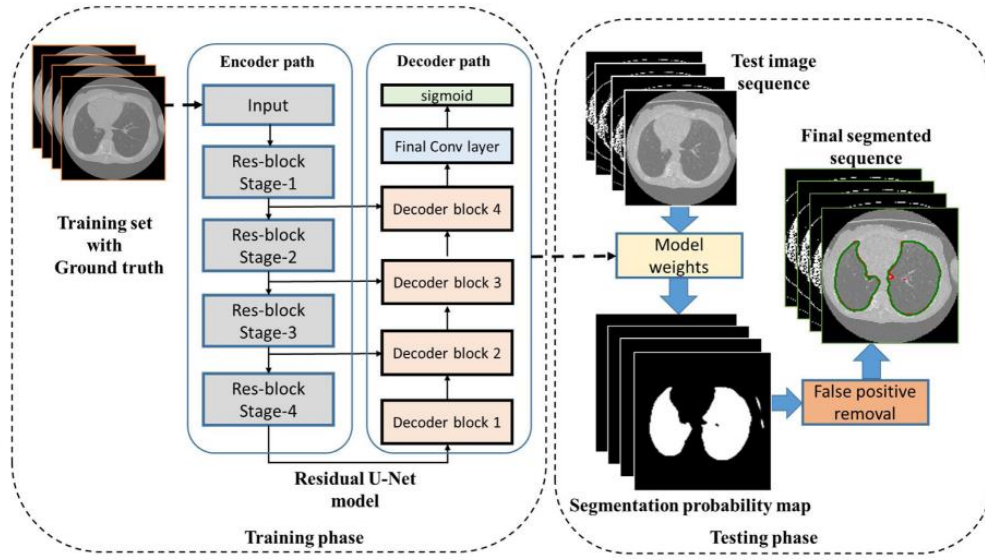 Encoder path
Input
Res-block
Stage-1
Res-block
Stage-2
Res-block
Stage-3
Res-block
Stage-4
Decoder path
sigmoid
Final Conv layer
Decoder block 4
Decoder block 3
Decoder block 2
Decoder block 1
Training set
with
Ground truth
Residual U-Net
model
Training phase
Test image
sequence
Model
weights
Final segmented
sequence
False positive
removal
Segmentation probability map
Testing phase